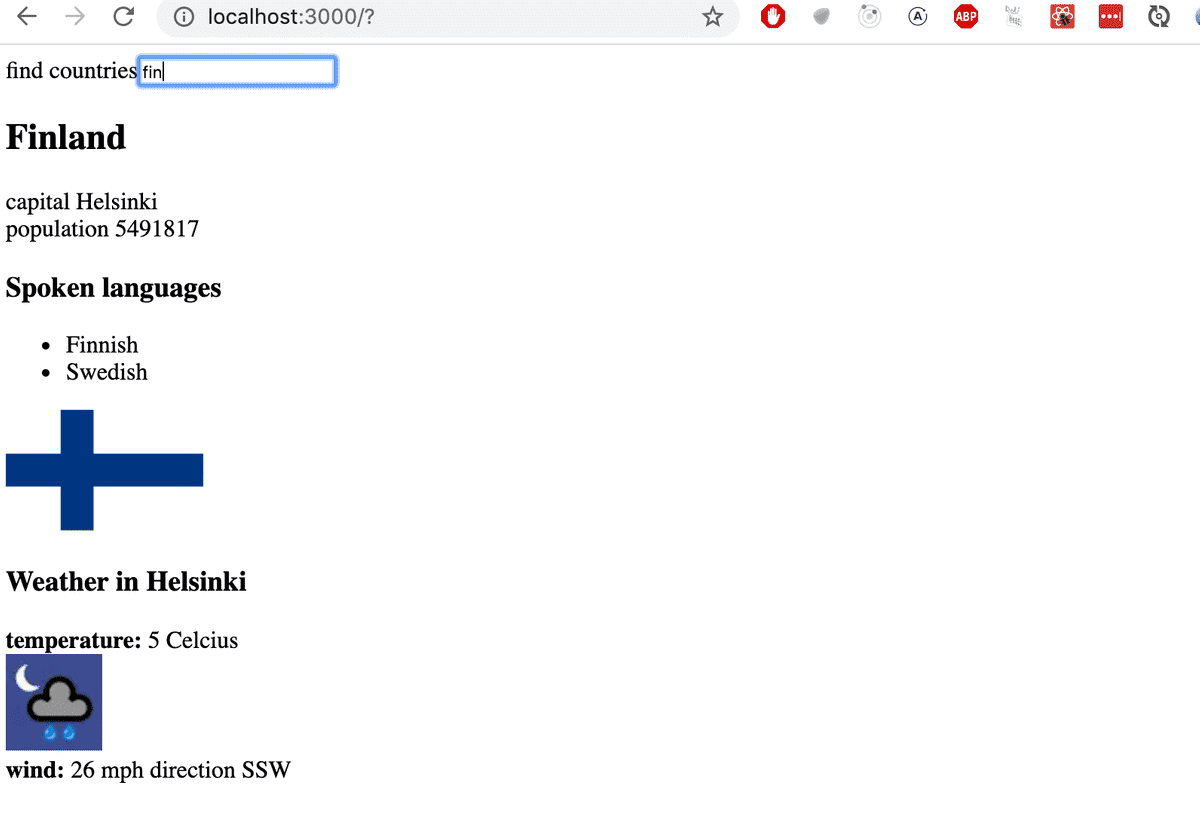 localhost:3000/?
A
ABP
find countries fin
Finland
capital Helsinki
population 5491817
Spoken languages
Finnish
Swedish
Weather in Helsinki
temperature: 5 Celcius
wind: 26 mph direction SSW